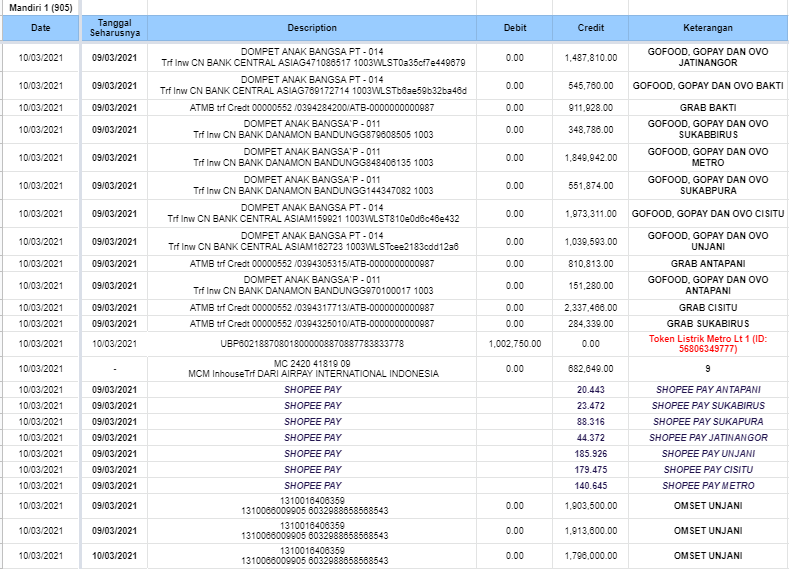 Mandiri 1 (905)
Date Tanggal Seharusnya Description Debit Credit Keterangan
10/03/2021 09/03/2021 DOMPET ANAK BANGSA PT - 014 Trf Inw CN BANK CENTRAL ASIAG471086517 1003WLST0a35cf7e449679 0.00 1,487,810.00 GOFOOD, GOPAY DAN OVO JATINANGOR
10/03/2021 09/03/2021 DOMPET ANAK BANGSA PT - 014 Trf Inw CN BANK CENTRAL ASIAG769172714 1003WLSTb6ae59b32ba46d 0.00 545,760.00 GOFOOD, GOPAY DAN OVO BAKTI
10/03/2021 09/03/2021 ATMB trf Credt 00000552 /0394284200/ATB-0000000000987 0.00 911,928.00 GRAB BAKTI
10/03/2021 09/03/2021 DOMPET ANAK BANGSA`P - 011 Trf Inw CN BANK DANAMON BANDUNGG879608505 1003 0.00 348,786.00 GOFOOD, GOPAY DAN OVO SUKABBIRUS
10/03/2021 09/03/2021 DOMPET ANAK BANGSA`P - 011 Trf Inw CN BANK DANAMON BANDUNGG848406135 1003 0.00 1,849,942.00 GOFOOD, GOPAY DAN OVO METRO
10/03/2021 09/03/2021 DOMPET ANAK BANGSA`P - 011 Trf Inw CN BANK DANAMON BANDUNGG144347082 1003 0.00 551,874.00 GOFOOD, GOPAY DAN OVO SUKABPURA
10/03/2021 09/03/2021 DOMPET ANAK BANGSA PT - 014 Trf Inw CN BANK CENTRAL ASIAM159921 1003WLST810e0d6c46e432 0.00 1,973,311.00 GOFOOD, GOPAY DAN OVO CISITU
10/03/2021 09/03/2021 DOMPET ANAK BANGSA PT - 014 Trf Inw CN BANK CENTRAL ASIAM162723 1003WLSTcee2183cdd12a6 0.00 1,039,593.00 GOFOOD, GOPAY DAN OVO UNJANI
10/03/2021 09/03/2021 ATMB trf Credt 00000552 /0394305315/ATB-0000000000987 0.00 810,813.00 GRAB ANTAPANI
10/03/2021 09/03/2021 DOMPET ANAK BANGSA`P - 011 Trf Inw CN BANK DANAMON BANDUNGG970100017 1003 0.00 151,280.00 GOFOOD, GOPAY DAN OVO ANTAPANI
10/03/2021 09/03/2021 ATMB trf Credt 00000552 /0394317713/ATB-0000000000987 0.00 2,337,466.00 GRAB CISITU
10/03/2021 09/03/2021 ATMB trf Credt 00000552 /0394325010/ATB-0000000000987 0.00 284,339.00 GRAB SUKABIRUS
10/03/2021 10/03/2021 UBP60218870801800000887088778383​3778 1,002,750.00 0.00 Token Listrik Metro Lt 1 (ID: 56806349777)
10/03/2021 - MC 2420 41819 09 MCM InhouseTrf DARI AIRPAY INTERNATIONAL INDONESIA 0.00 682,649.00 9
10/03/2021 09/03/2021 SHOPEE PAY 20.443 SHOPEE PAY ANTAPANI
10/03/2021 09/03/2021 SHOPEE PAY 23.472 SHOPEE PAY SUKABIRUS
10/03/2021 09/03/2021 SHOPEE PAY 88.316 SHOPEE PAY SUKAPURA
10/03/2021 09/03/2021 SHOPEE PAY 44.372 SHOPEE PAY JATINANGOR
10/03/2021 09/03/2021 SHOPEE PAY 185.926 SHOPEE PAY UNJANI
10/03/2021 09/03/2021 SHOPEE PAY 179.475 SHOPEE PAY CISITU
10/03/2021 09/03/2021 SHOPEE PAY 140.645 SHOPEE PAY METRO
10/03/2021 09/03/2021 1310016406359 1310066009905 6032988658568543 0.00 1,903,500.00 OMSET UNJANI
10/03/2021 09/03/2021 1310016406359 1310066009905 6032988658568543 0.00 1,913,600.00 OMSET UNJANI
10/03/2021 10/03/2021 1310016406359 1310066009905 6032988658568543 0.00 1,796,000.00 OMSET UNJANI